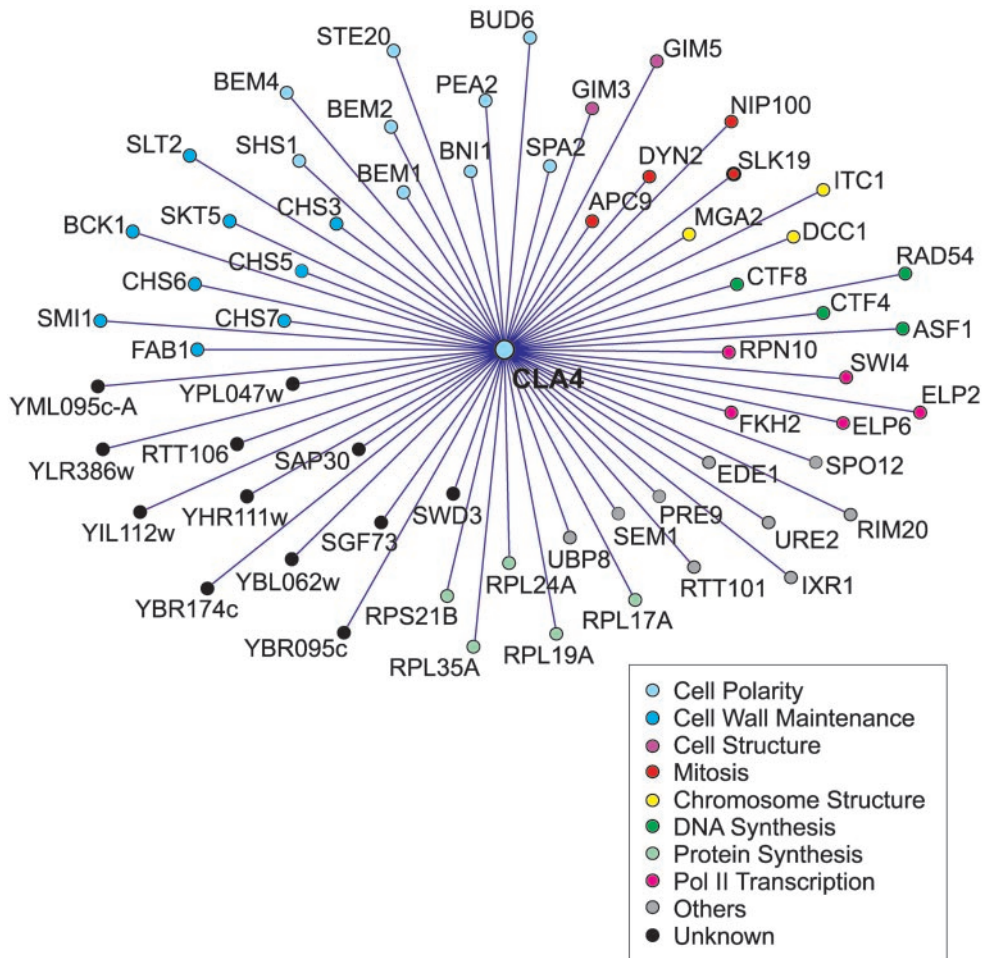 BUD6
STE20
GIM5
BEM4
PEA2
GIM3
BEM2
NIP100
SLT2
SHS1
BNI1
SPA2
DYN2
SLK19
BEM1
ITC1
CHS3
APC9
MGA2
BCK1
SKT5
DCC1
CHS5
RAD54
CHS6
CTF8
SMI1
CHS7
CTF4
ASF1
FAB1
RPN10
SWI4
CLA4
YML095c-A
YPL047w
ELP2
FKH2
ELP6
YLR386w
RTT106
SAP30
EDE1
SPO12
YIL112w
YHR111w
SWD3
PRE9
SGF73
SEM1
URE2
RIM20
UBP8
YBL062w
RPL24A
RTT101
IXR1
YBR174c
RPS21B
RPL17A
YBR095c
RPL35A
RPL19A
Cell Polarity
Cell Wall Maintenance
Cell Structure
Mitosis
Chromosome Structure
DNA Synthesis
Protein Synthesis
Pol II Transcription
Others
Unknown